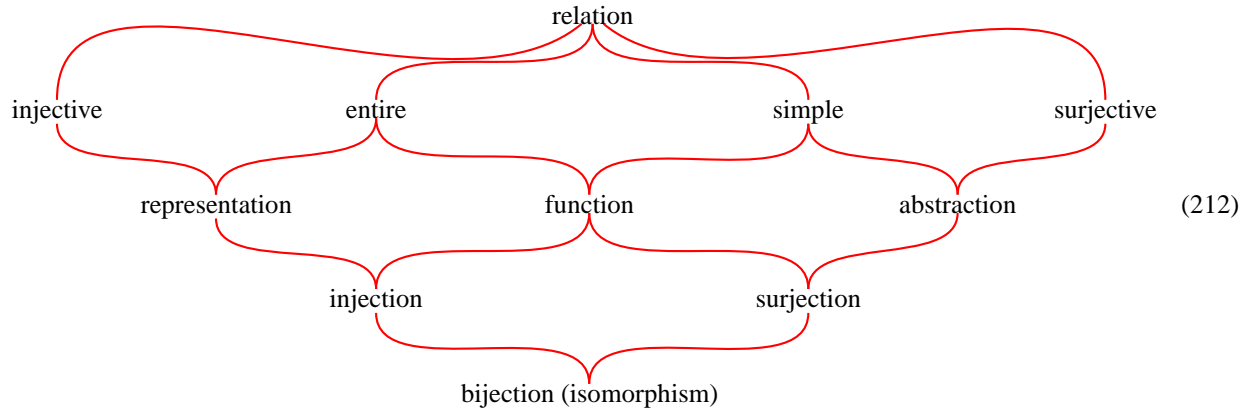 relation
injective entire simple surjective
representation function abstraction (212)
injection surjection
bijection (isomorphism)